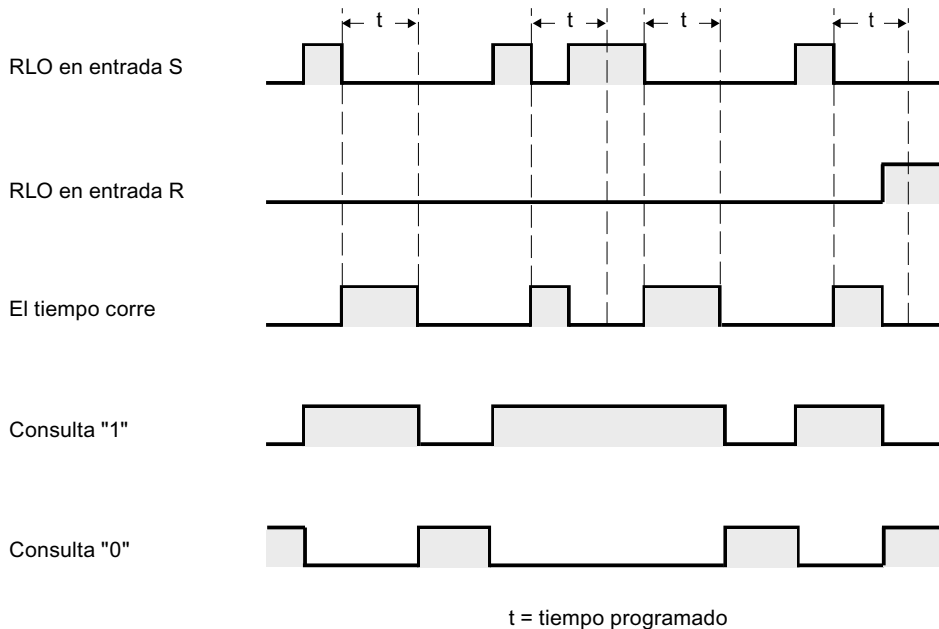 t t t t
RLO en entrada S
RLO en entrada R
El tiempo corre
Consulta "1"
Consulta "0"
t = tiempo programado